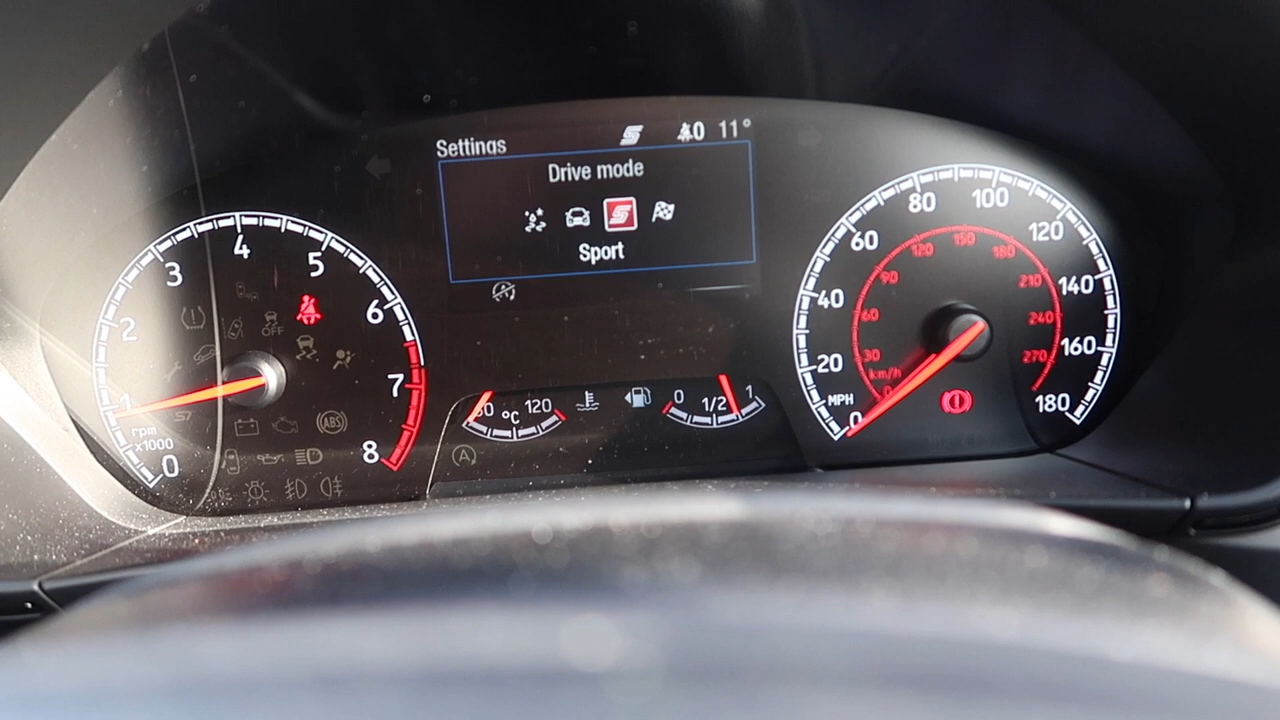 Settings
0 11°
Drive mode
S
Sport
0
1
2
3
4
5
6
7
8
rpm
x1000
OFF
ABS
A
°C
120
0
1/2
1
0
20
40
60
80
100
120
140
160
180
MPH
0
30
60
90
120
150
180
210
240
270
km/h